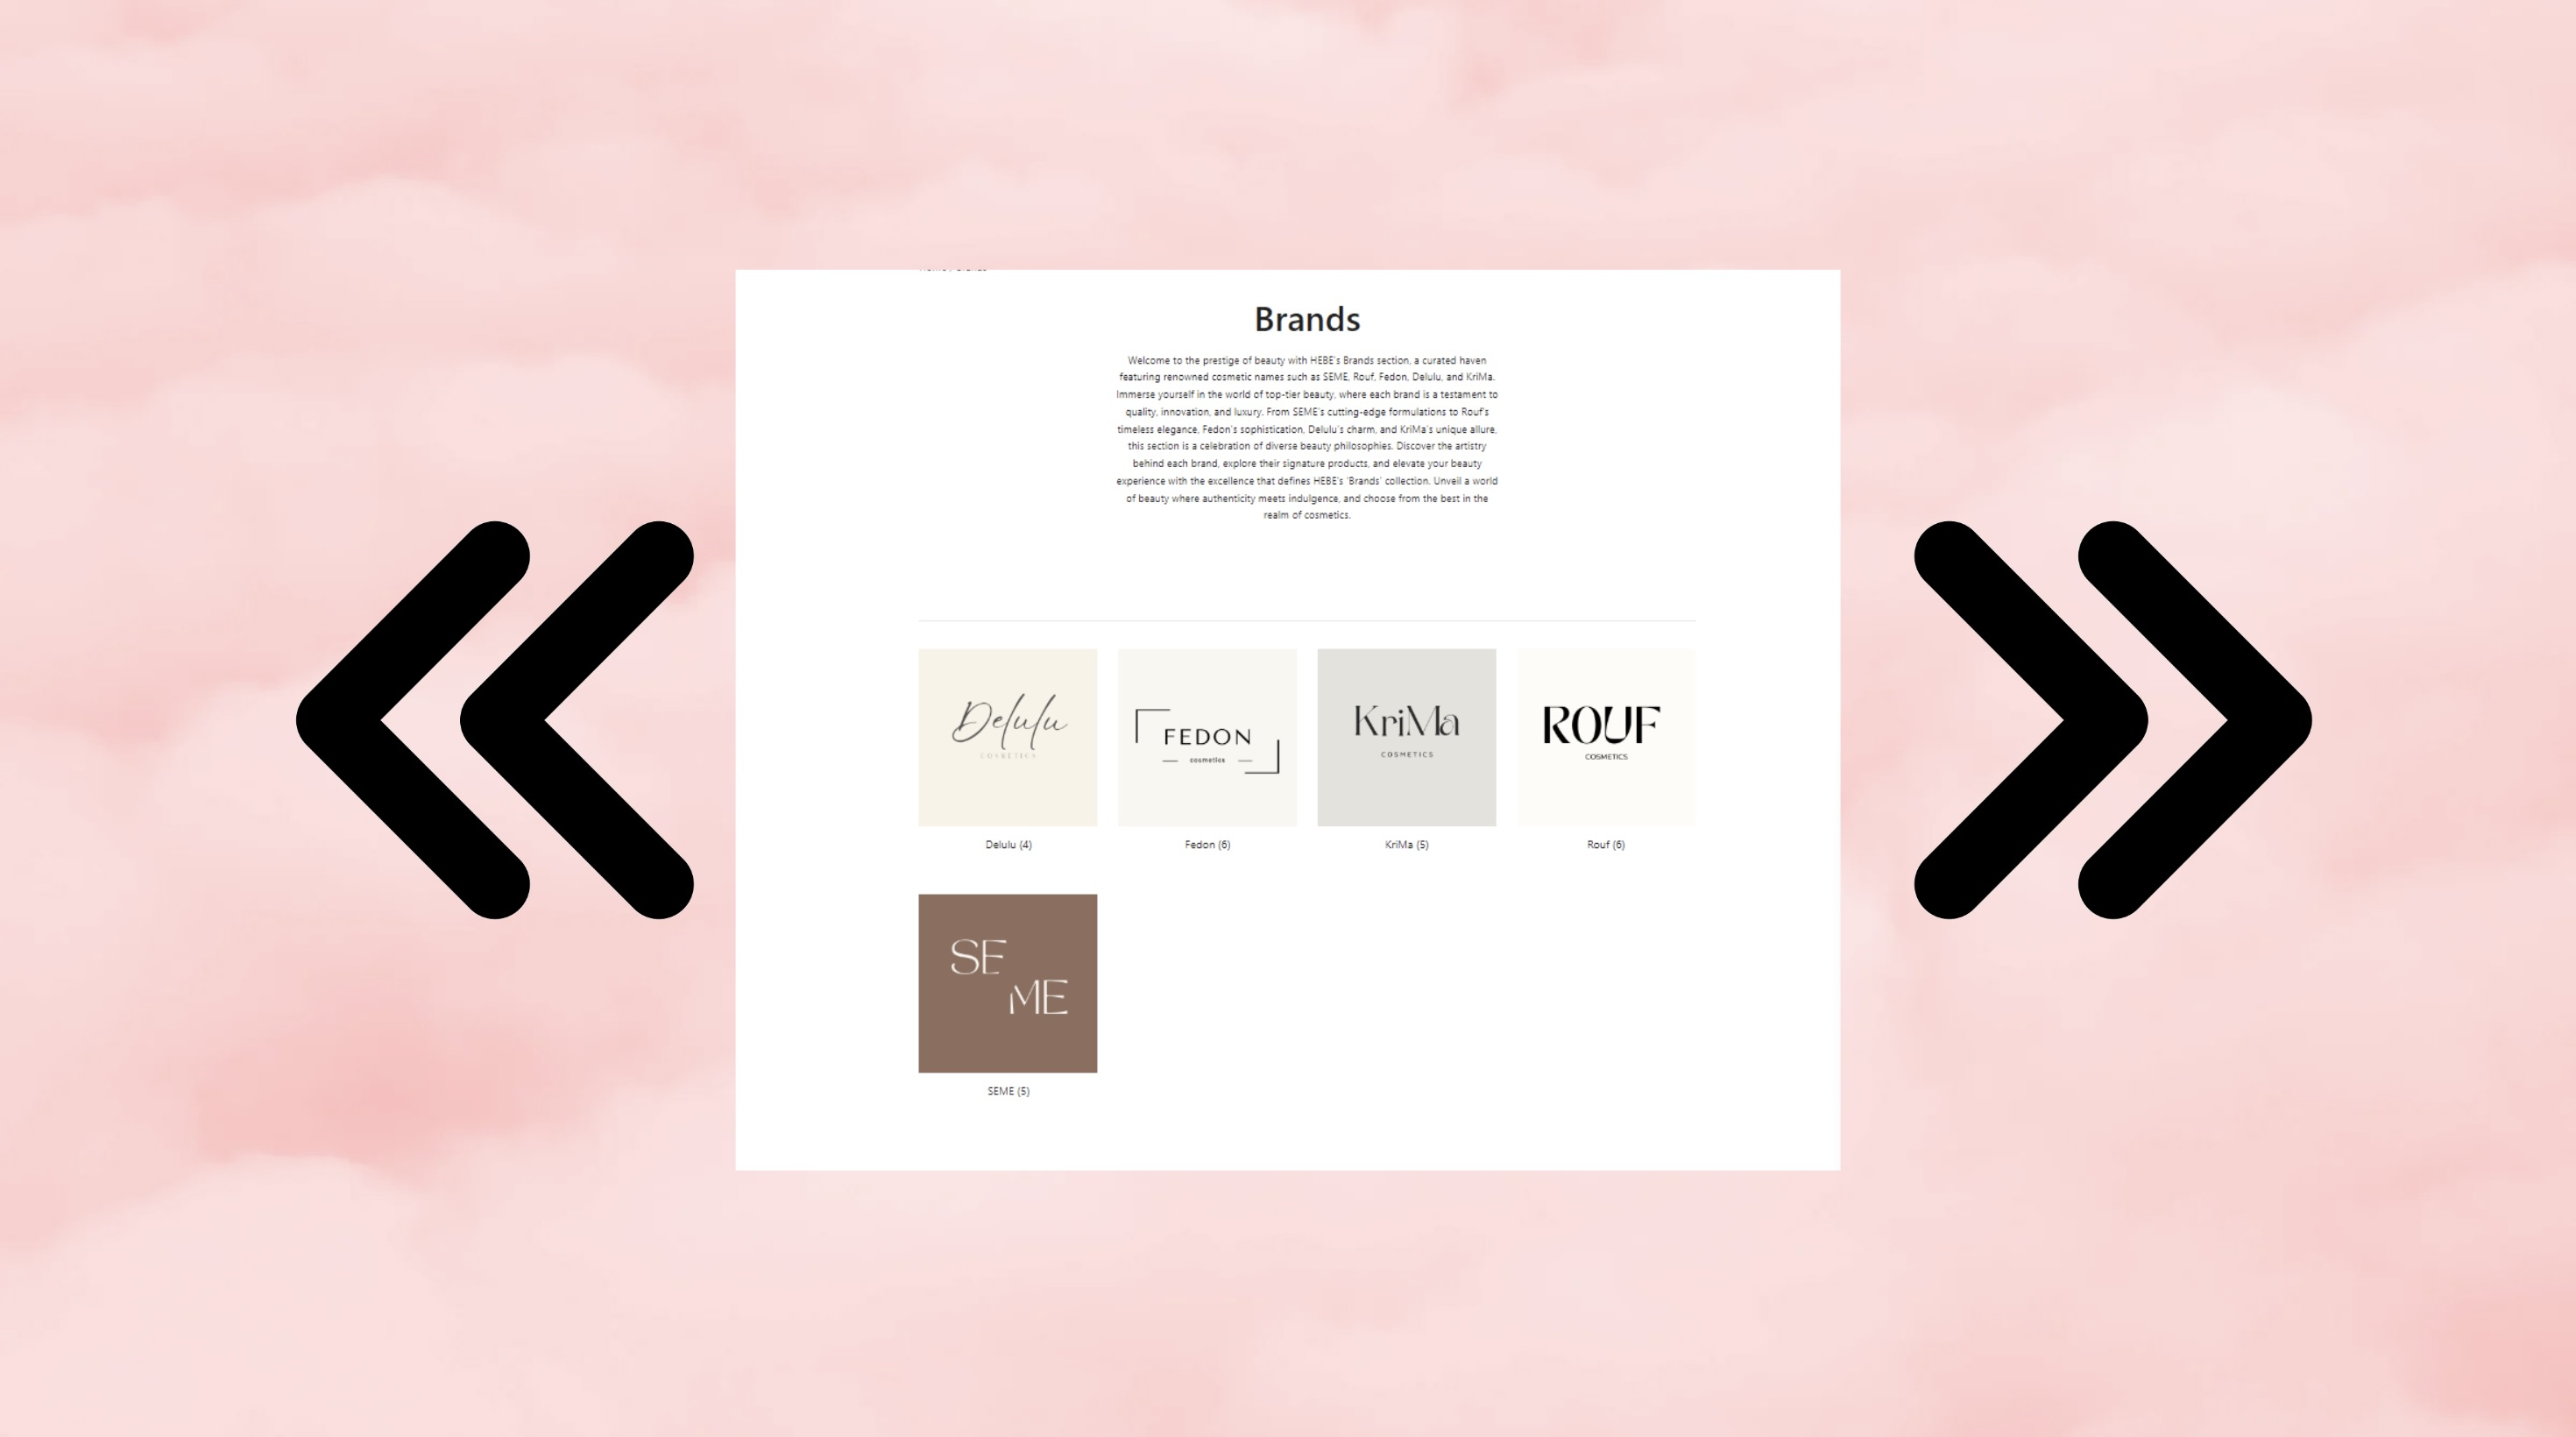 Brands
Welcome to the prestige of beauty with HEBE's Brands section, a curated haven
featuring renowned cosmetic names such as SEME, Rouf, Fedon, Delulu, and KriMa.
Immerse yourself in the world of top-tier beauty, where each brand is a testament to
quality, innovation, and luxury. From SEME's cutting-edge formulations to Rouf's
timeless elegance, Fedon's sophistication, Delulu's charm, and KriMa's unique allure,
this section is a celebration of diverse beauty philosophies. Discover the artistry
behind each brand, explore their signature products, and elevate your beauty
experience with the excellence that defines HEBE's 'Brands' collection. Unveil a world
of beauty where authenticity meets indulgence, and choose from the best in the
realm of cosmetics.
Delulu
COSMETICS
FEDON
cosmetics
KriMa
COSMETICS
ROUF
COSMETICS
Delulu (4)
Fedon (6)
KriMa (5)
Rouf (6)
SE
ME
SEME (5)